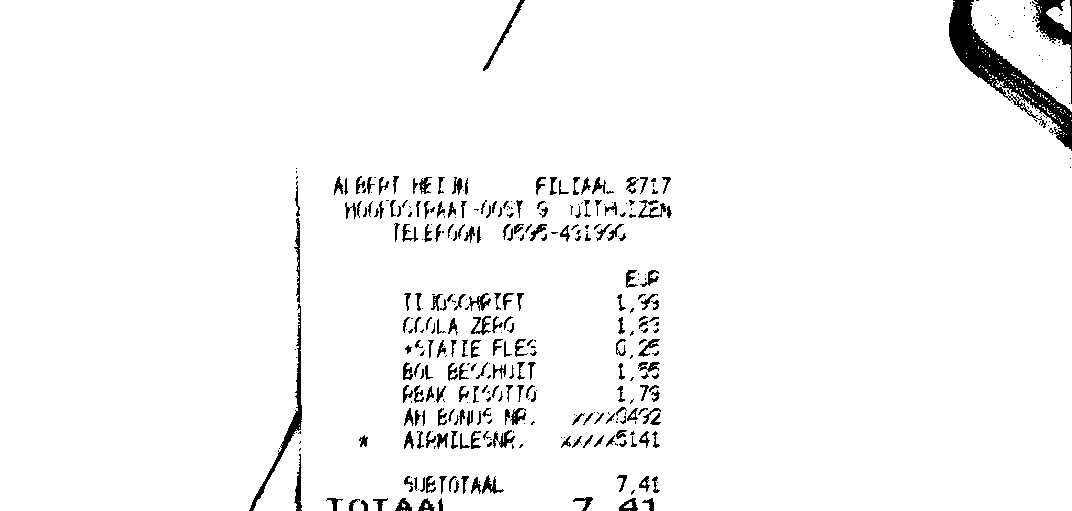 ALBERT HEIJN FILIAAL 8717
HOOFDSTRAAT-OOST 9 UITHUIZEN
TELEFOON 0595-431990
EUR
TIJDSCHRIFT 1,99
COOLA ZERO 1,83
*STATIE FLES 0,25
BOL BESCHUIT 1,55
RBAK RISOTTO 1,79
AH BONUS NR. xxxx0492
* AIRMILESNR. xxxxx5141
SUBTOTAAL 7,41
TOTAAL 7,41